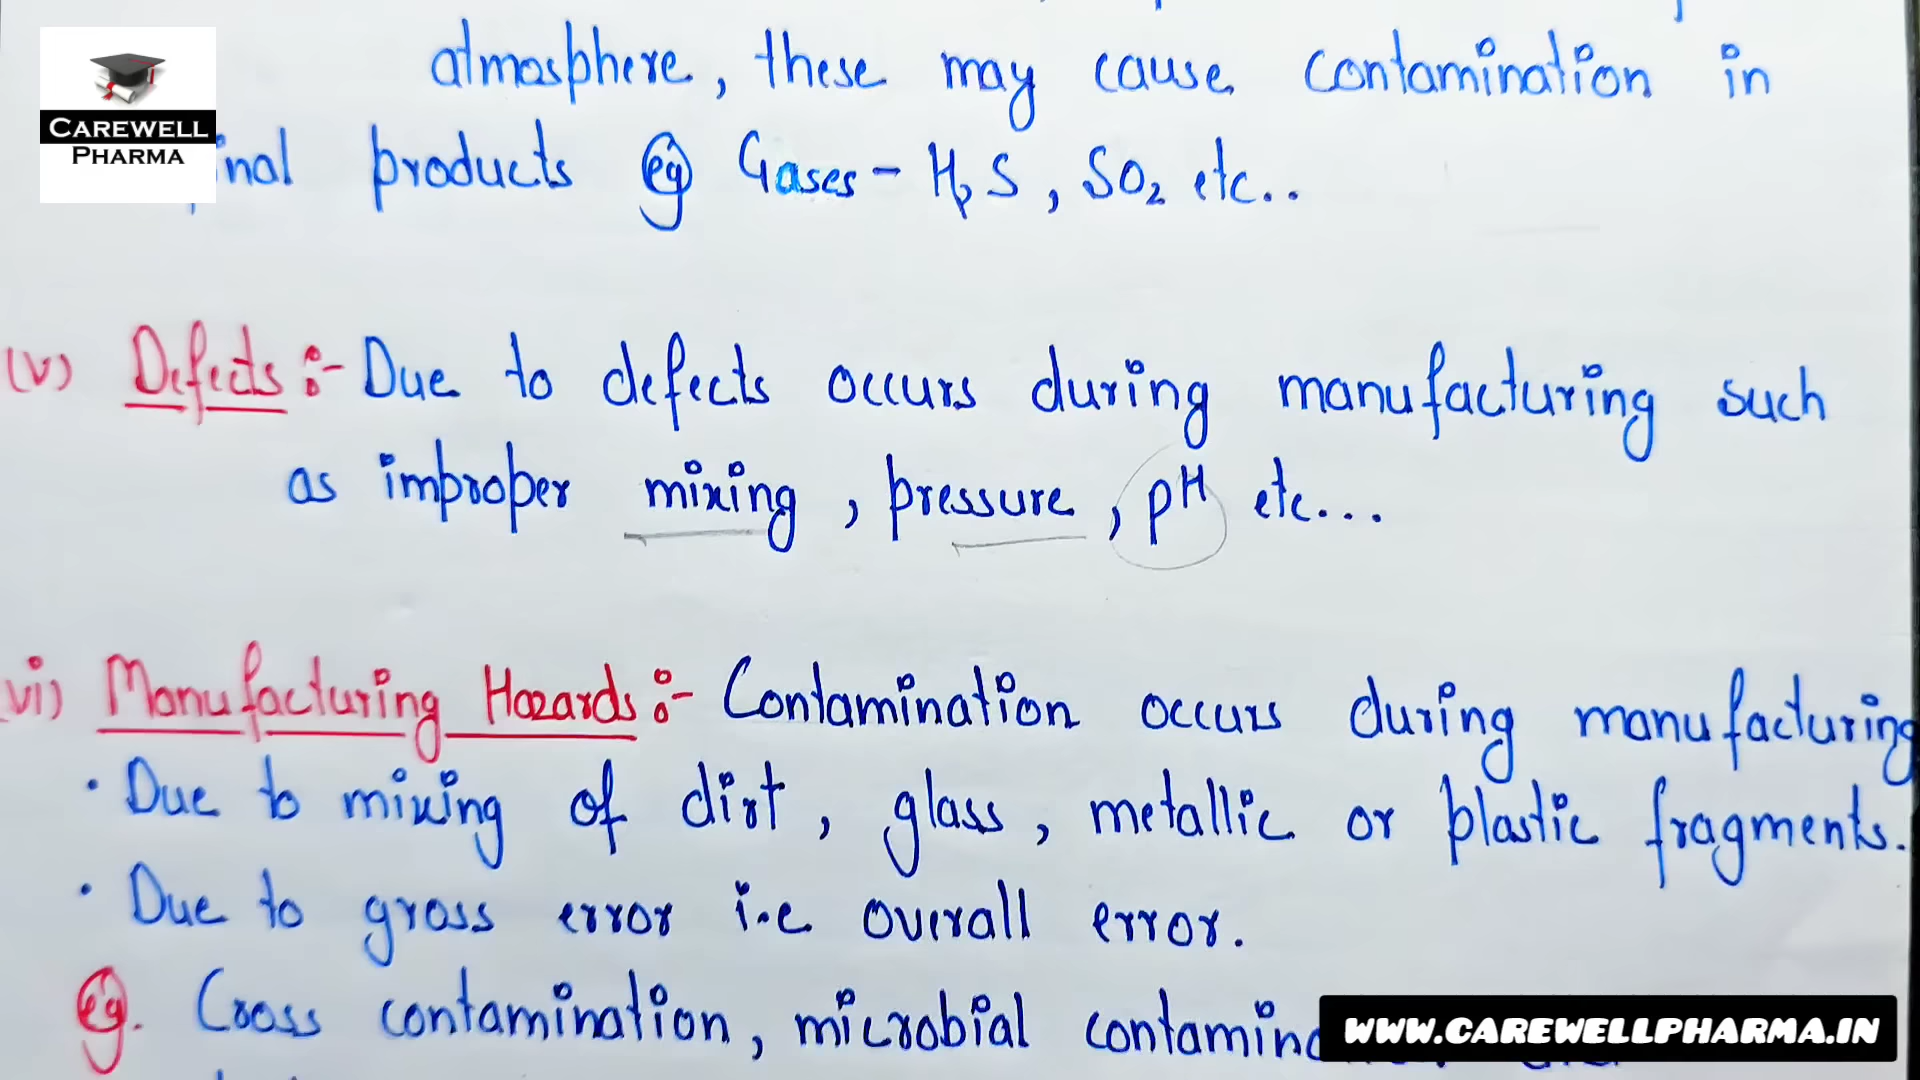 atmosphere, these may cause contamination in
CAREWELL
PHARMA
inal products eg Gases - H2S, SO2 etc..
(v) Defects :- Due to defects occurs during manufacturing such
as improper mixing, pressure, pH etc...
vi) Manufacturing Hazards :- Contamination occurs during manufacturing
· Due to mixing of dirt, glass, metallic or plastic fragments.
· Due to gross error i.e overall error.
eg. Cross contamination, microbial contamina
WWW.CAREWELLPHARMA.IN